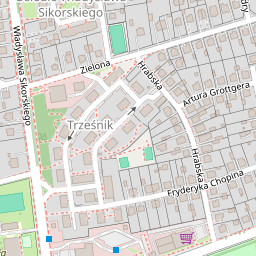 Sikorskiego
Władysława Sikorskiego
Zielona
Hrabska
Artura Grottgera
Trześnik
Hrabska
Fryderyka Chopina